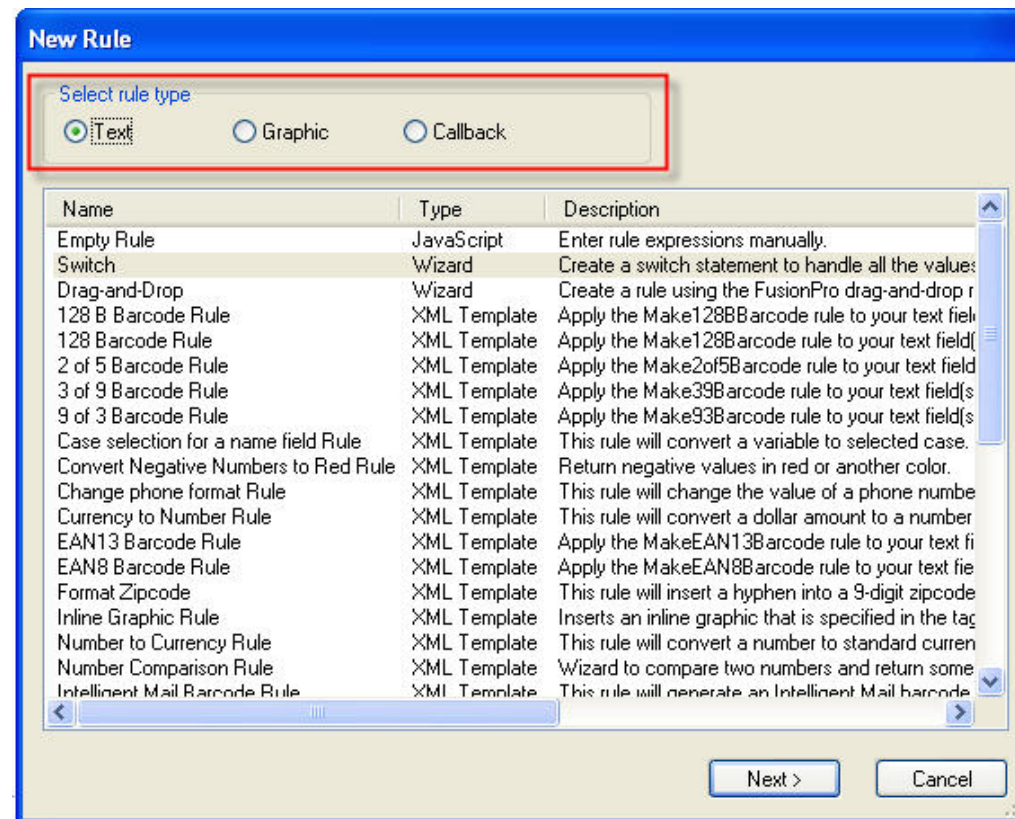 New Rule
Select rule type
Text Graphic Callback
Name Type Description
Empty Rule JavaScript Enter rule expressions manually.
Switch Wizard Create a switch statement to handle all the values
Drag-and-Drop Wizard Create a rule using the FusionPro drag-and-drop r
128 B Barcode Rule XML Template Apply the Make128BBarcode rule to your text fiel
128 Barcode Rule XML Template Apply the Make128Barcode rule to your text field(
2 of 5 Barcode Rule XML Template Apply the Make2of5Barcode rule to your text field
3 of 9 Barcode Rule XML Template Apply the Make39Barcode rule to your text field(s
9 of 3 Barcode Rule XML Template Apply the Make93Barcode rule to your text field(s
Case selection for a name field Rule XML Template This rule will convert a variable to selected case.
Convert Negative Numbers to Red Rule XML Template Return negative values in red or another color.
Change phone format Rule XML Template This rule will change the value of a phone numbe
Currency to Number Rule XML Template This rule will convert a dollar amount to a number
EAN13 Barcode Rule XML Template Apply the MakeEAN13Barcode rule to your text fi
EAN8 Barcode Rule XML Template Apply the MakeEAN8Barcode rule to your text fie
Format Zipcode XML Template This rule will insert a hyphen into a 9-digit zipcode
Inline Graphic Rule XML Template Inserts an inline graphic that is specified in the tag
Number to Currency Rule XML Template This rule will convert a number to standard curren
Number Comparison Rule XML Template Wizard to compare two numbers and return some
Intelligent Mail Barcode Rule XML Template This rule will generate an Intelligent Mail barcode
Next > Cancel